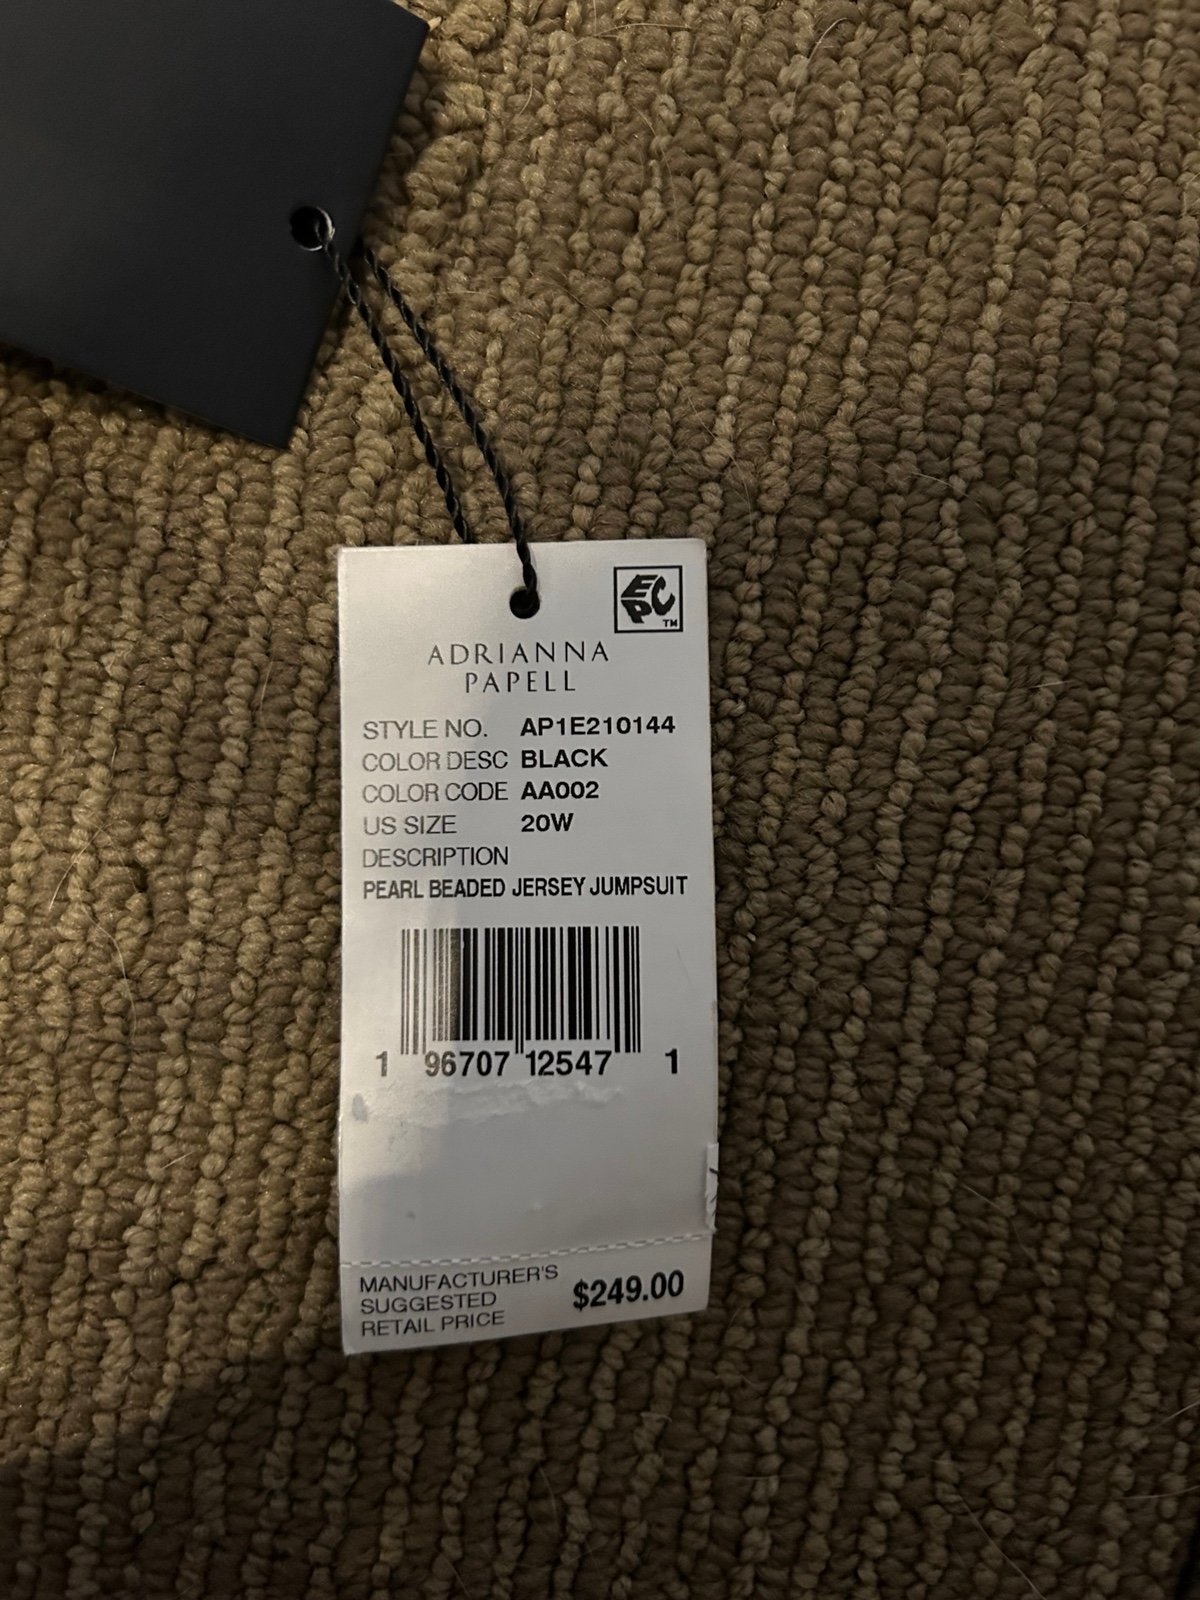 EPC™
ADRIANNA
PAPELL
STYLE NO. AP1E210144
COLOR DESC BLACK
COLOR CODE AA002
US SIZE 20W
DESCRIPTION
PEARL BEADED JERSEY JUMPSUIT
1 96707 12547 1
MANUFACTURER'S
SUGGESTED
RETAIL PRICE
$249.00